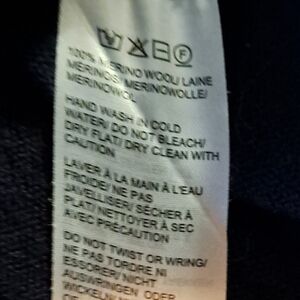 100% MERINO WOOL/ LAINE
MERINOS/ MERINOWOLLE/
MERINOWOL
HAND WASH IN COLD
WATER/ DO NOT BLEACH/
DRY FLAT/ DRY CLEAN WITH
CAUTION
LAVER À LA MAIN À L'EAU
FROIDE/ NE PAS
JAVELLISER/ SÉCHER À
PLAT/ NETTOYER À SEC
AVEC PRÉCAUTION
DO NOT TWIST OR WRING/
NE PAS TORDRE NI
ESSORER/ NICHT
AUSWRINGEN ODER